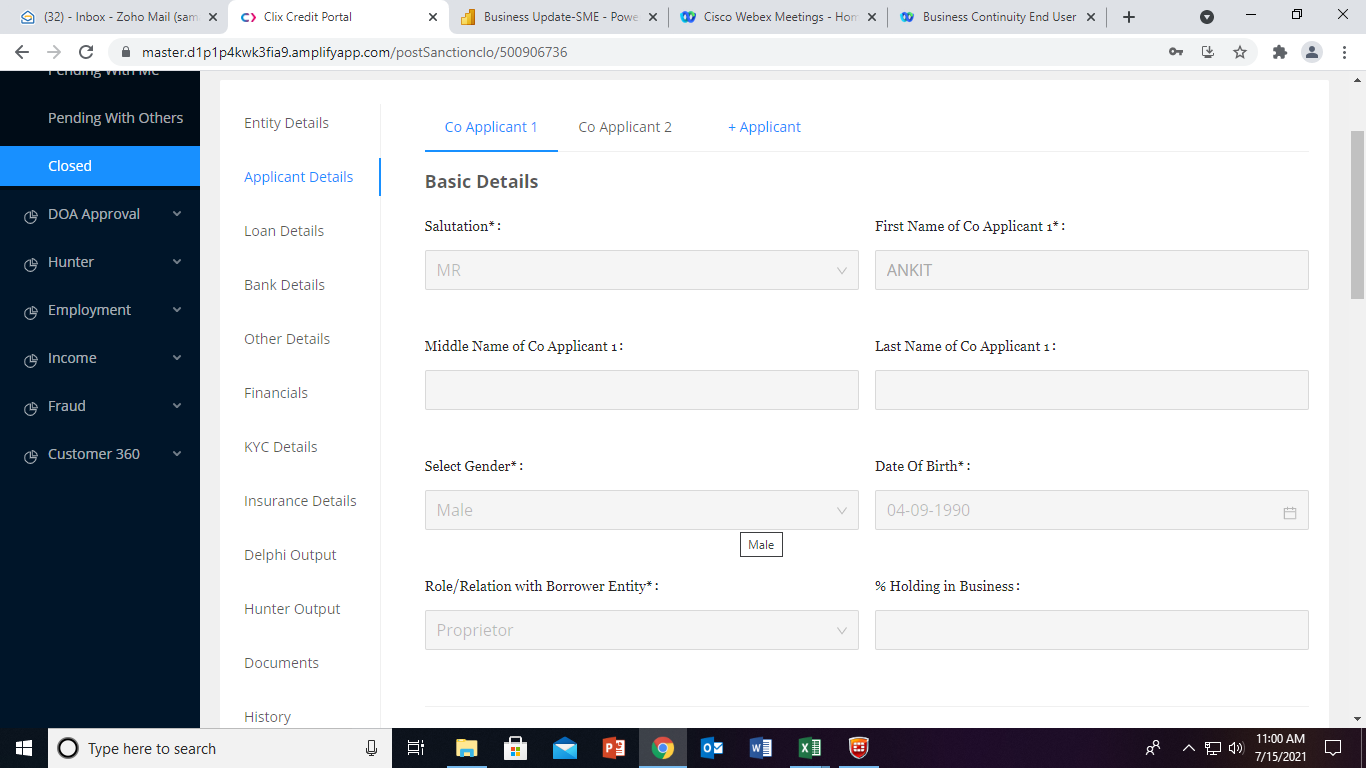 (32) - Inbox - Zoho Mail (sam
Clix Credit Portal
Business Update-SME - Powe
Cisco Webex Meetings - Hom
Business Continuity End User
master.d1p1p4kwk3fia9.amplifyapp.com/postSanctionclo/500906736
Pending With Me
Pending With Others
Closed
DOA Approval
Hunter
Employment
Income
Fraud
Customer 360
Entity Details
Applicant Details
Loan Details
Bank Details
Other Details
Financials
KYC Details
Insurance Details
Delphi Output
Hunter Output
Documents
History
Co Applicant 1
Co Applicant 2
+ Applicant
Basic Details
Salutation*:
First Name of Co Applicant 1*:
MR
ANKIT
Middle Name of Co Applicant 1:
Last Name of Co Applicant 1:
Select Gender*:
Date Of Birth*:
Male
04-09-1990
Male
Role/Relation with Borrower Entity*:
% Holding in Business:
Proprietor
Type here to search
11:00 AM
7/15/2021